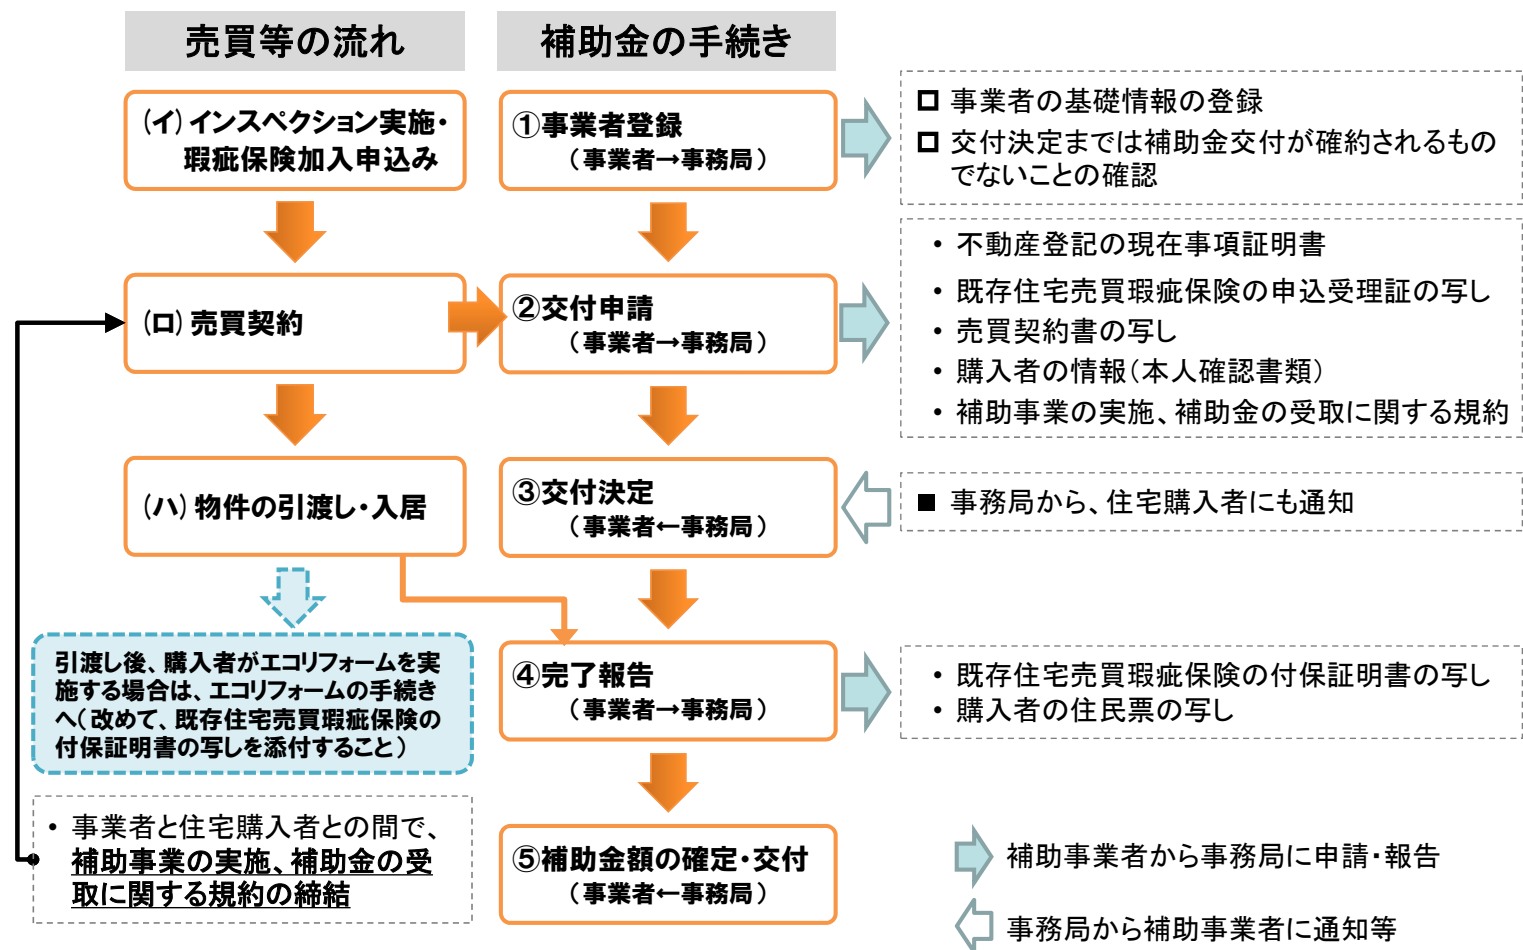 売買等の流れ
補助金の手続き
(イ)インスペクション実施・
瑕疵保険加入申込み
①事業者登録
(事業者→事務局)
□ 事業者の基礎情報の登録
□ 交付決定までは補助金交付が確約されるもの
でないことの確認
(ロ)売買契約
②交付申請
(事業者→事務局)
・ 不動産登記の現在事項証明書
・ 既存住宅売買瑕疵保険の申込受理証の写し
・ 売買契約書の写し
・ 購入者の情報(本人確認書類)
・ 補助事業の実施、補助金の受取に関する規約
(ハ)物件の引渡し・入居
③交付決定
(事業者←事務局)
■ 事務局から、住宅購入者にも通知
引渡し後、購入者がエコリフォームを実
施する場合は、エコリフォームの手続き
へ(改めて、既存住宅売買瑕疵保険の
付保証明書の写しを添付すること)
④完了報告
(事業者→事務局)
・ 既存住宅売買瑕疵保険の付保証明書の写し
・ 購入者の住民票の写し
・ 事業者と住宅購入者との間で、
補助事業の実施、補助金の受
取に関する規約の締結
⑤補助金額の確定・交付
(事業者←事務局)
補助事業者から事務局に申請・報告
事務局から補助事業者に通知等